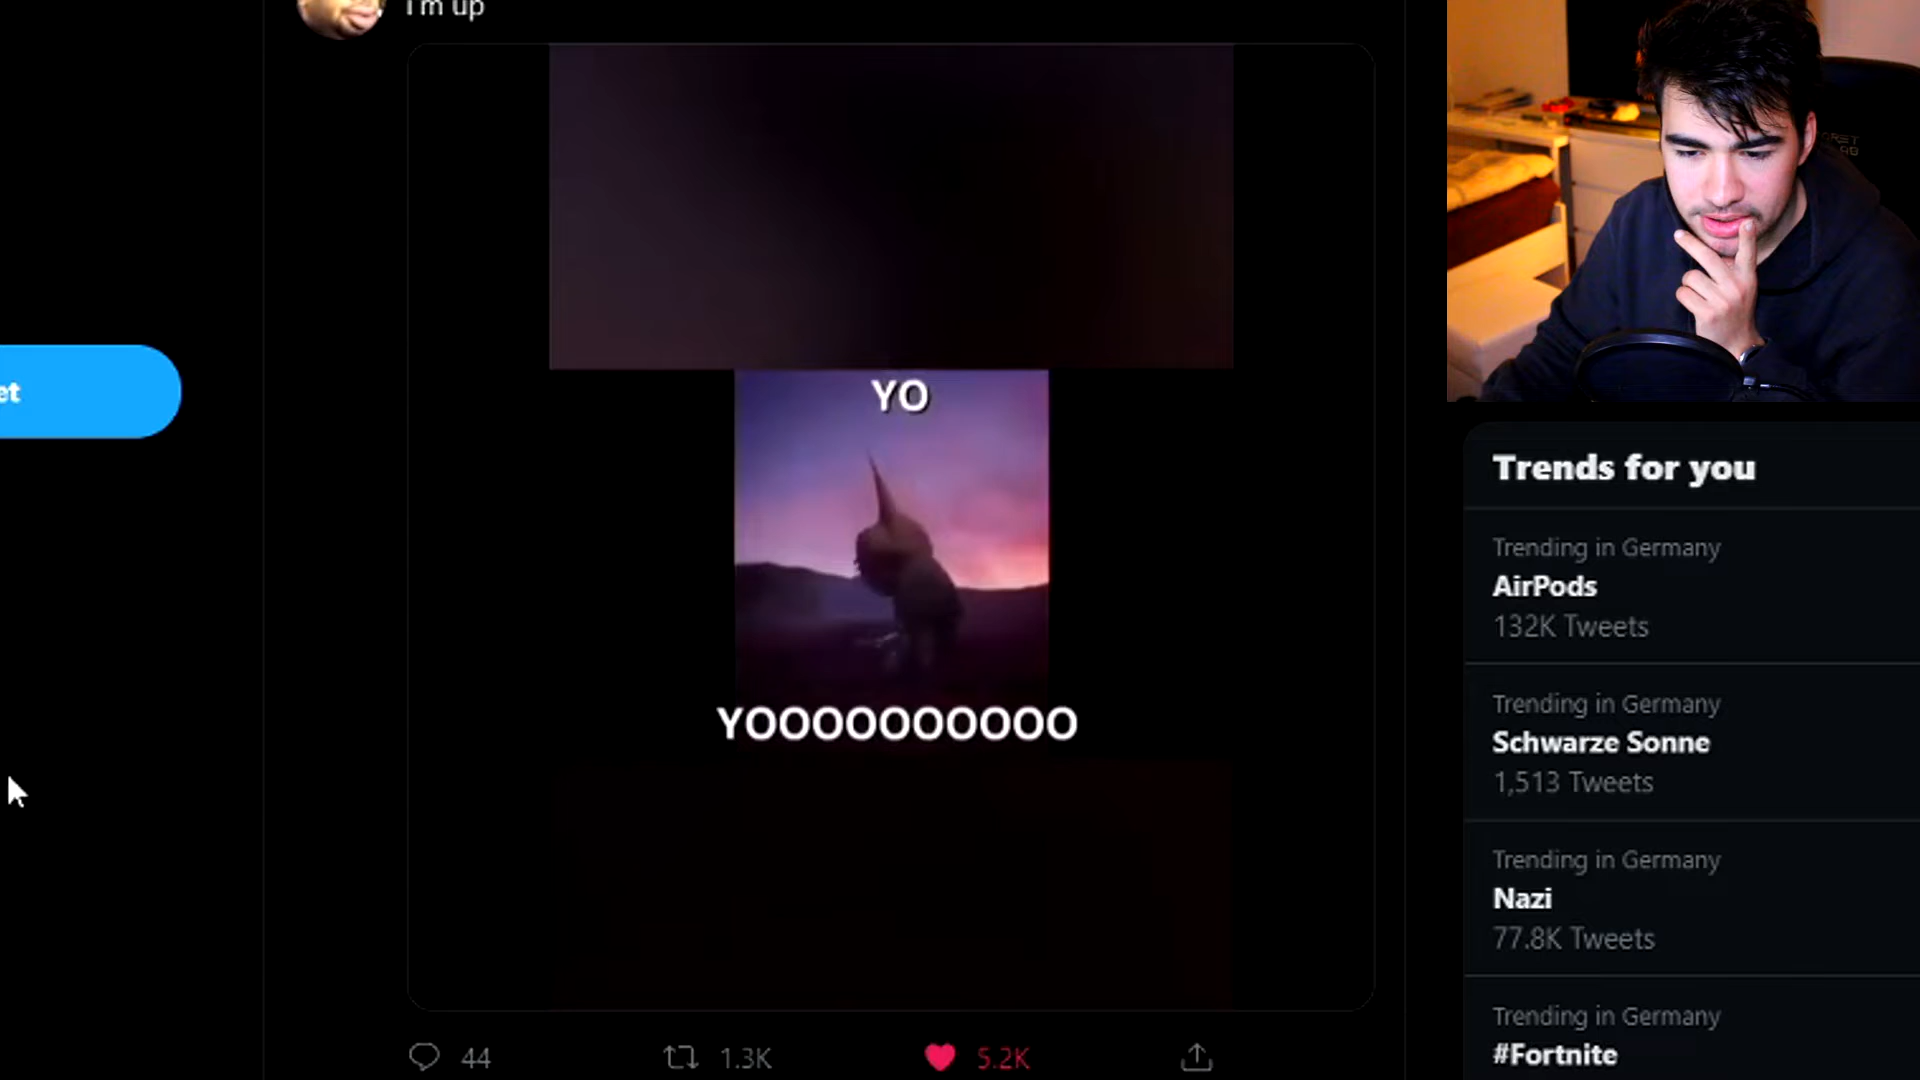 i'm up
et
YO
YOOOOOOOOOO
44
1.3K
5.2K
Trends for you
Trending in Germany
AirPods
132K Tweets
Trending in Germany
Schwarze Sonne
1,513 Tweets
Trending in Germany
Nazi
77.8K Tweets
Trending in Germany
#Fortnite